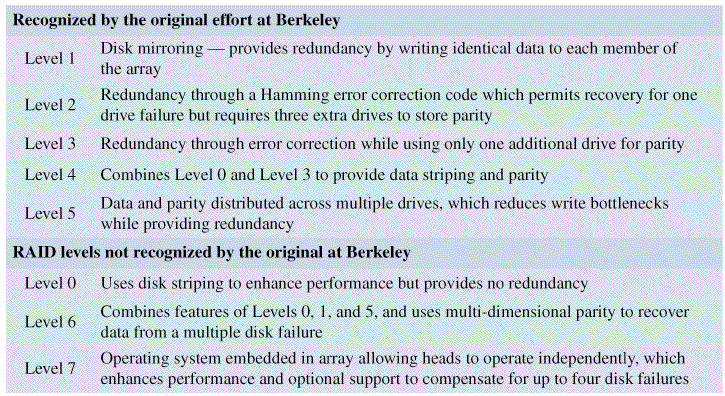 Recognized by the original effort at Berkeley
Level 1 Disk mirroring — provides redundancy by writing identical data to each member of
the array
Level 2 Redundancy through a Hamming error correction code which permits recovery for one
drive failure but requires three extra drives to store parity
Level 3 Redundancy through error correction while using only one additional drive for parity
Level 4 Combines Level 0 and Level 3 to provide data striping and parity
Level 5 Data and parity distributed across multiple drives, which reduces write bottlenecks
while providing redundancy
RAID levels not recognized by the original at Berkeley
Level 0 Uses disk striping to enhance performance but provides no redundancy
Level 6 Combines features of Levels 0, 1, and 5, and uses multi-dimensional parity to recover
data from a multiple disk failure
Level 7 Operating system embedded in array allowing heads to operate independently, which
enhances performance and optional support to compensate for up to four disk failures